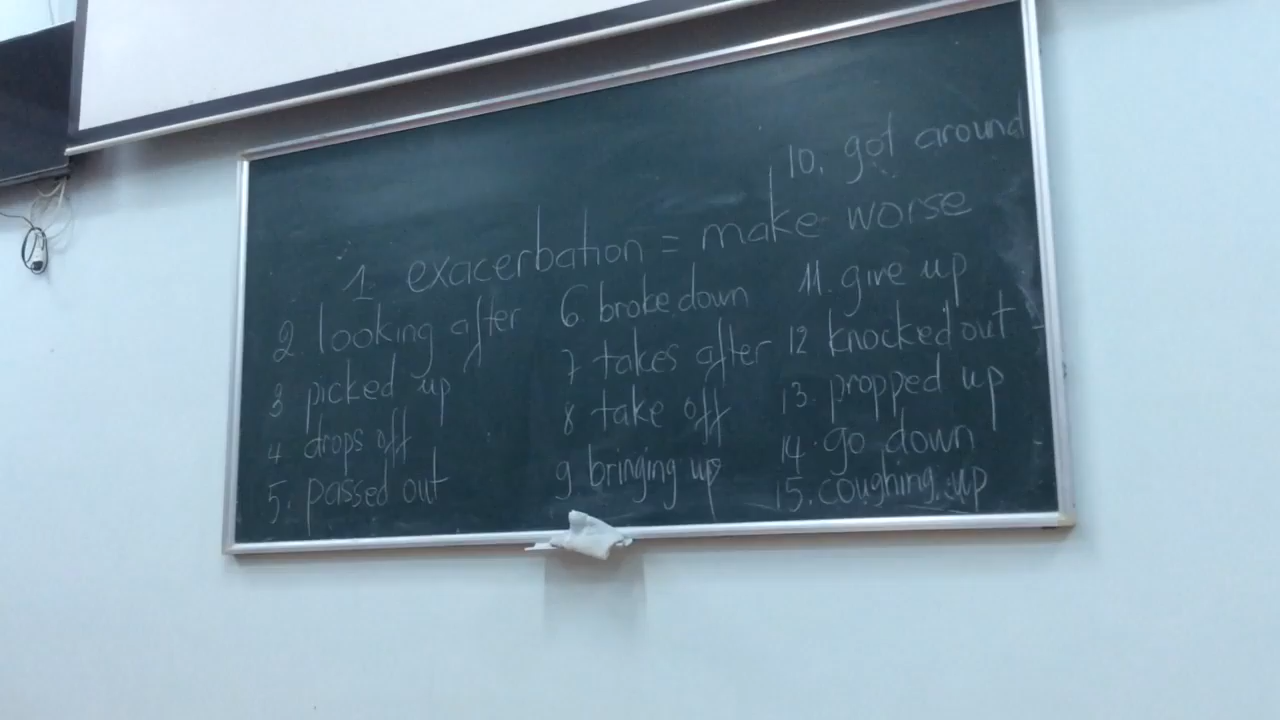 1. exacerbation = make worse
2. looking after
3 picked up
4 drops off
5. passed out
6. broke down
7 takes after
8 take off
9 bringing up
10. got around
11. give up
12 knocked out
13. propped up
14. go down
15. coughing up